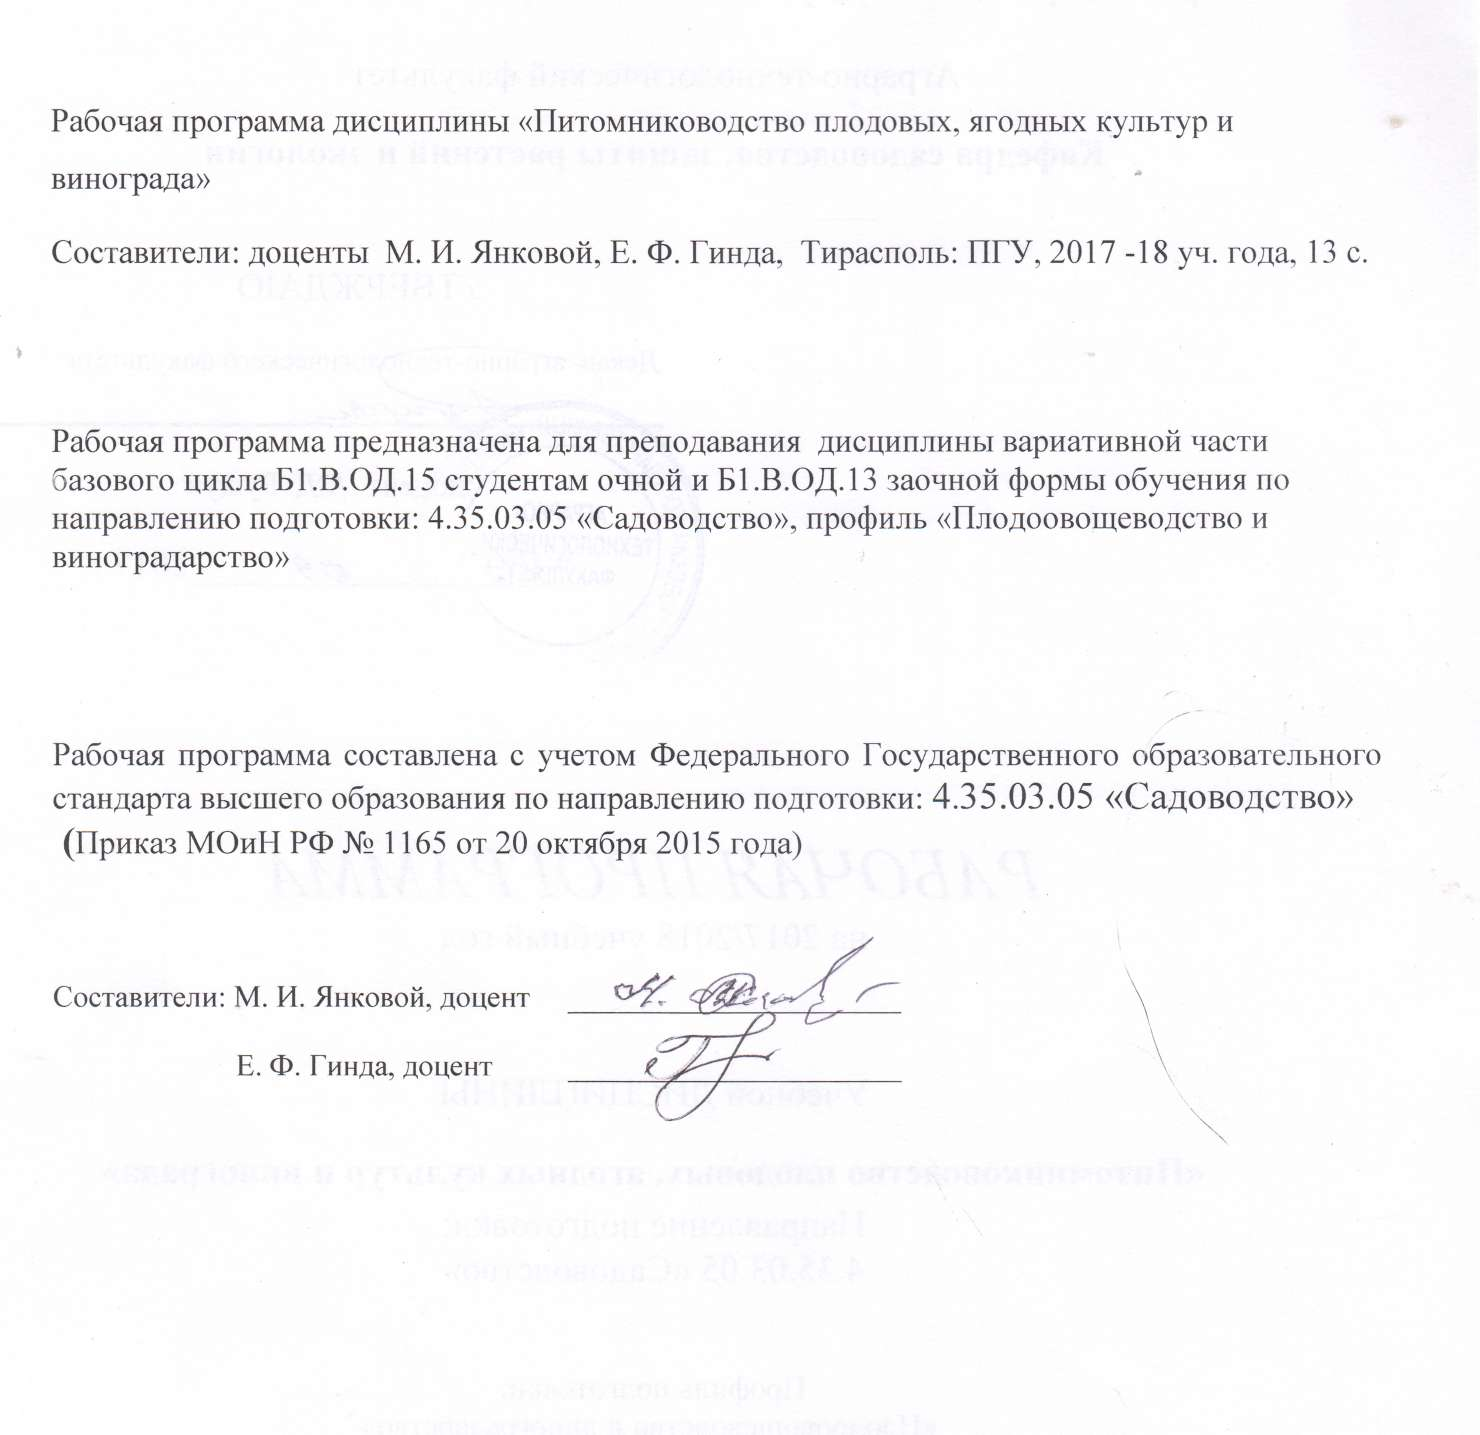 Рабочая программа дисциплины «Питомниководство плодовых, ягодных культур и
винограда»
Составители: доценты М. И. Янковой, Е. Ф. Гинда, Тирасполь: ПГУ, 2017 -18 уч. года, 13 с.
Рабочая программа предназначена для преподавания дисциплины вариативной части
базового цикла Б1.В.ОД.15 студентам очной и Б1.В.ОД.13 заочной формы обучения по
направлению подготовки: 4.35.03.05 «Садоводство», профиль «Плодоовощеводство и
виноградарство»
Рабочая программа составлена с учетом Федерального Государственного образовательного
стандарта высшего образования по направлению подготовки: 4.35.03.05 «Садоводство»
(Приказ МОиН РФ № 1165 от 20 октября 2015 года)
Составители: М. И. Янковой, доцент
Е. Ф. Гинда, доцент